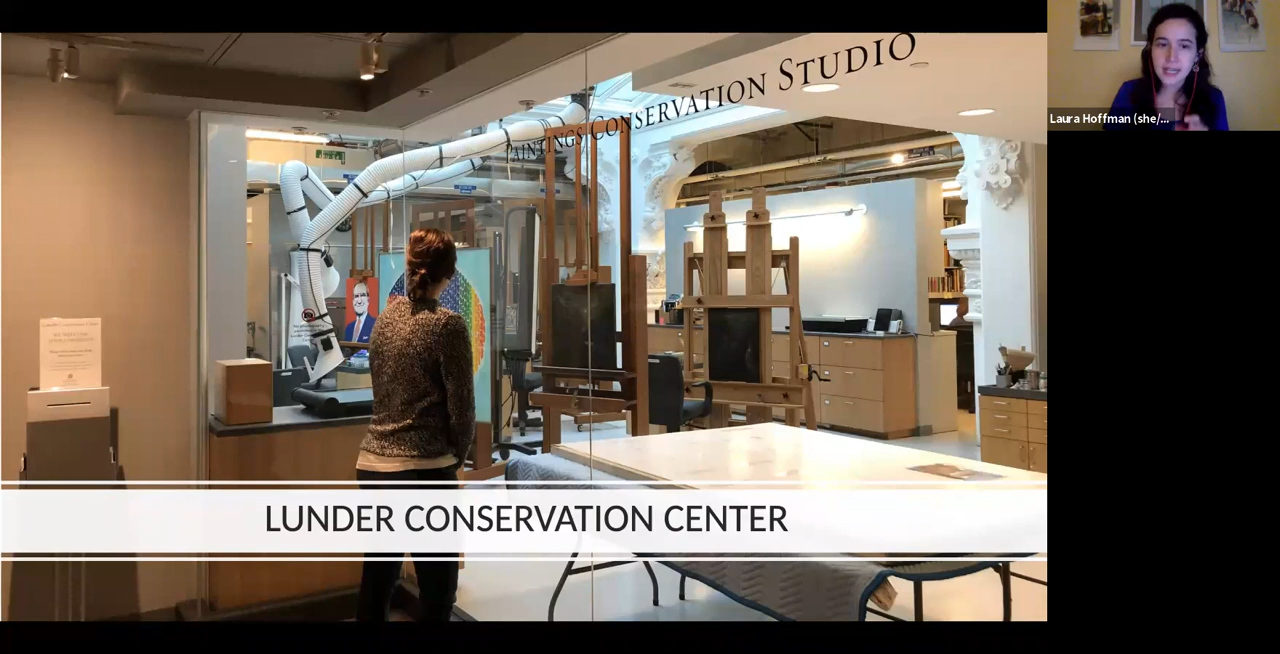 PAINTINGS CONSERVATION STUDIO
Laura Hoffman (she/...
LUNDER CONSERVATION CENTER